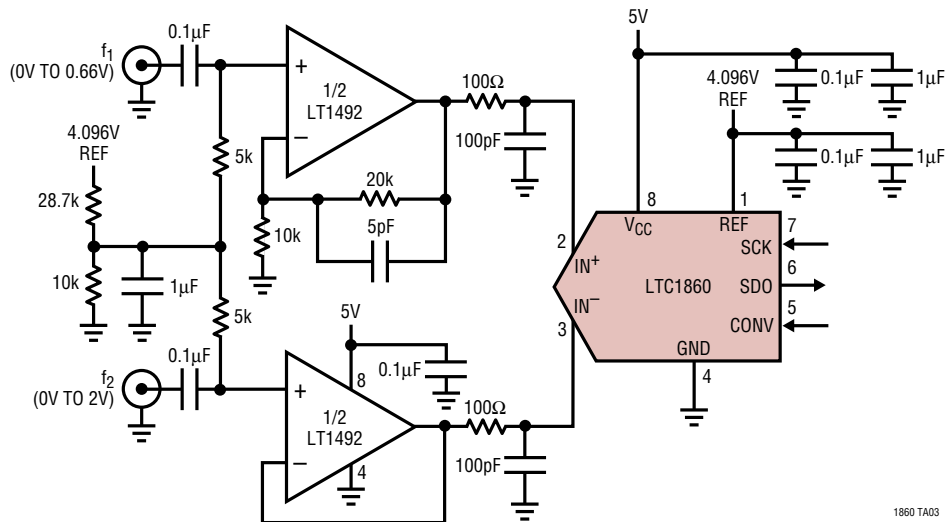 f1
(0V TO 0.66V)
0.1µF
4.096V
REF
28.7k
10k
1µF
5k
5k
f2
(0V TO 2V)
0.1µF
+
1/2
LT1492
–
10k
20k
5pF
100Ω
100pF
5V
8
0.1µF
+
1/2
LT1492
–
4
100Ω
100pF
5V
0.1µF
1µF
4.096V
REF
0.1µF
1µF
8
1
VCC
REF
7
SCK
2
IN+
LTC1860
6
SDO
IN–
3
5
CONV
GND
4
1860 TA03